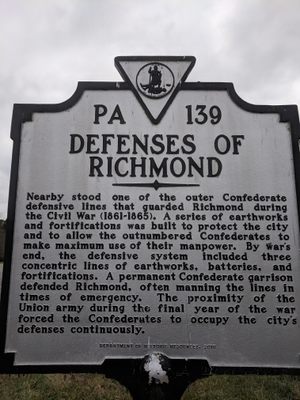 PA 139
DEFENSES OF
RICHMOND
Nearby stood one of the outer Confederate
defensive lines that guarded Richmond during
the Civil War (1861-1865). A series of earthworks
and fortifications was built to protect the city
and to allow the outnumbered Confederates to
make maximum use of their manpower. By war's
end, the defensive system included three
concentric lines of earthworks, batteries, and
fortifications. A permanent Confederate garrison
defended Richmond, often manning the lines in
times of emergency. The proximity of the
Union army during the final year of the war
forced the Confederates to occupy the city's
defenses continuously.
DEPARTMENT OF HISTORIC RESOURCES,